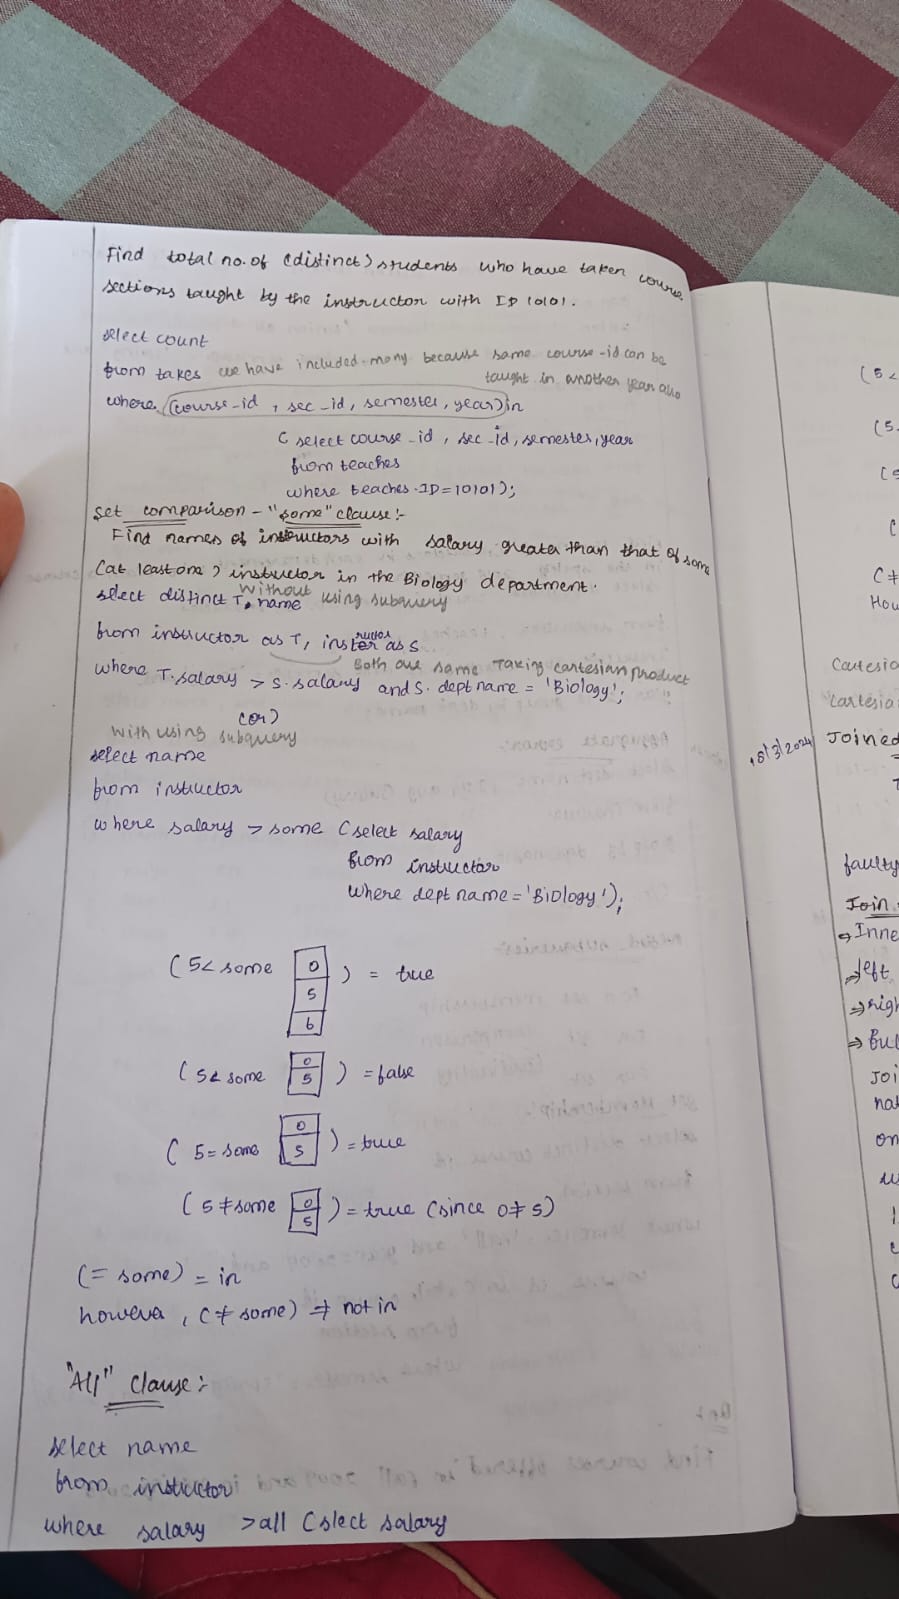 Find total no. of (distinct) students who have taken course
sections taught by the instructor with ID 10101.
select count
from takes we have included many because same course-id can be
taught in another year also
where (course-id, sec-id, semester, year) in
( select course-id, sec-id, semester, year
from teaches
where teaches.ID=10101);
set comparison - "some" clause:-
Find names of instructors with salary greater than that of some
(at least one) instructor in the Biology department.
without using subquery
select distinct T.name
from instructor as T, instructor as S
Both are same Taking cartesian product
where T.salary > S.salary and S.dept name = 'Biology';
(or)
with using subquery
select name
from instructor
where salary > some (select salary
from instructor
where dept name = 'Biology');
(5< some 0 ) = true
5
6
(5< some 0 ) = false
5
( 5= some 0 ) = true
5
(5 ≠ some 0 ) = true (since 0 ≠ 5)
5
(= some) = in
however, (≠ some) ≠> not in
"All" clause:-
select name
from instructor
where salary >all (slect salary
(5<
(5
(5
(
(≠
How
Cartesia
"cartesia
15/3/2024 Joined
faulty
Join
⇒ Inne
⇒ left
⇒ righ
⇒ ful
Joi
nat
on